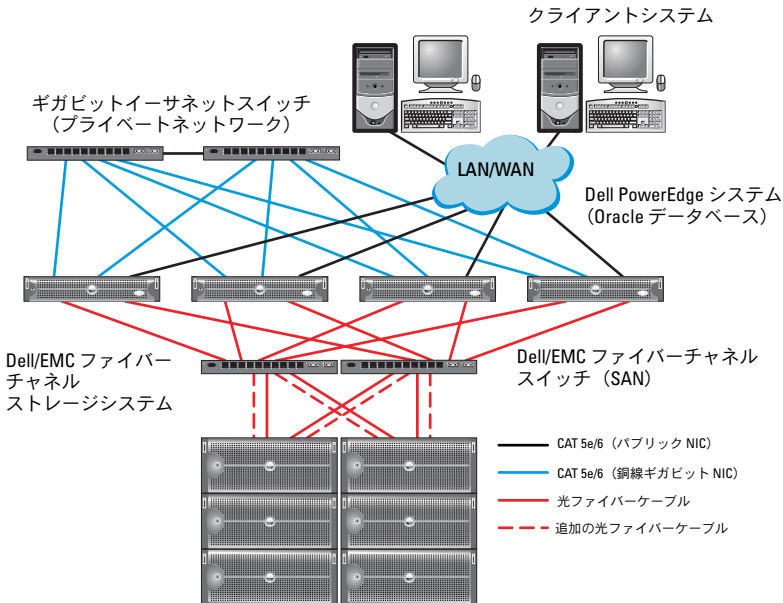 クライアントシステム
ギガビットイーサネットスイッチ
（プライベートネットワーク）
LAN/WAN
Dell PowerEdge システム
（Oracle データベース）
Dell/EMC ファイバー
チャネル
ストレージシステム
Dell/EMC ファイバーチャネル
スイッチ（SAN）
CAT 5e/6（パブリック NIC）
CAT 5e/6（銅線ギガビット NIC）
光ファイバーケーブル
追加の光ファイバーケーブル